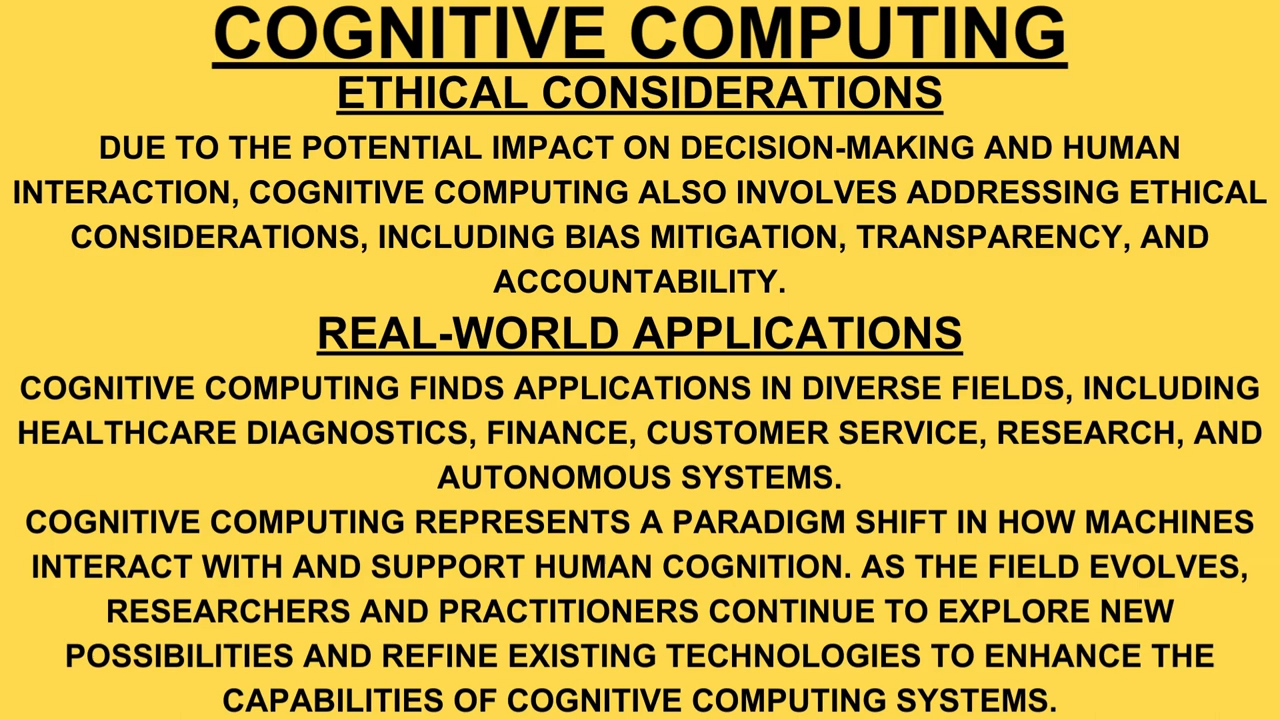 COGNITIVE COMPUTING
ETHICAL CONSIDERATIONS
DUE TO THE POTENTIAL IMPACT ON DECISION-MAKING AND HUMAN
INTERACTION, COGNITIVE COMPUTING ALSO INVOLVES ADDRESSING ETHICAL
CONSIDERATIONS, INCLUDING BIAS MITIGATION, TRANSPARENCY, AND
ACCOUNTABILITY.
REAL-WORLD APPLICATIONS
COGNITIVE COMPUTING FINDS APPLICATIONS IN DIVERSE FIELDS, INCLUDING
HEALTHCARE DIAGNOSTICS, FINANCE, CUSTOMER SERVICE, RESEARCH, AND
AUTONOMOUS SYSTEMS.
COGNITIVE COMPUTING REPRESENTS A PARADIGM SHIFT IN HOW MACHINES
INTERACT WITH AND SUPPORT HUMAN COGNITION. AS THE FIELD EVOLVES,
RESEARCHERS AND PRACTITIONERS CONTINUE TO EXPLORE NEW
POSSIBILITIES AND REFINE EXISTING TECHNOLOGIES TO ENHANCE THE
CAPABILITIES OF COGNITIVE COMPUTING SYSTEMS.